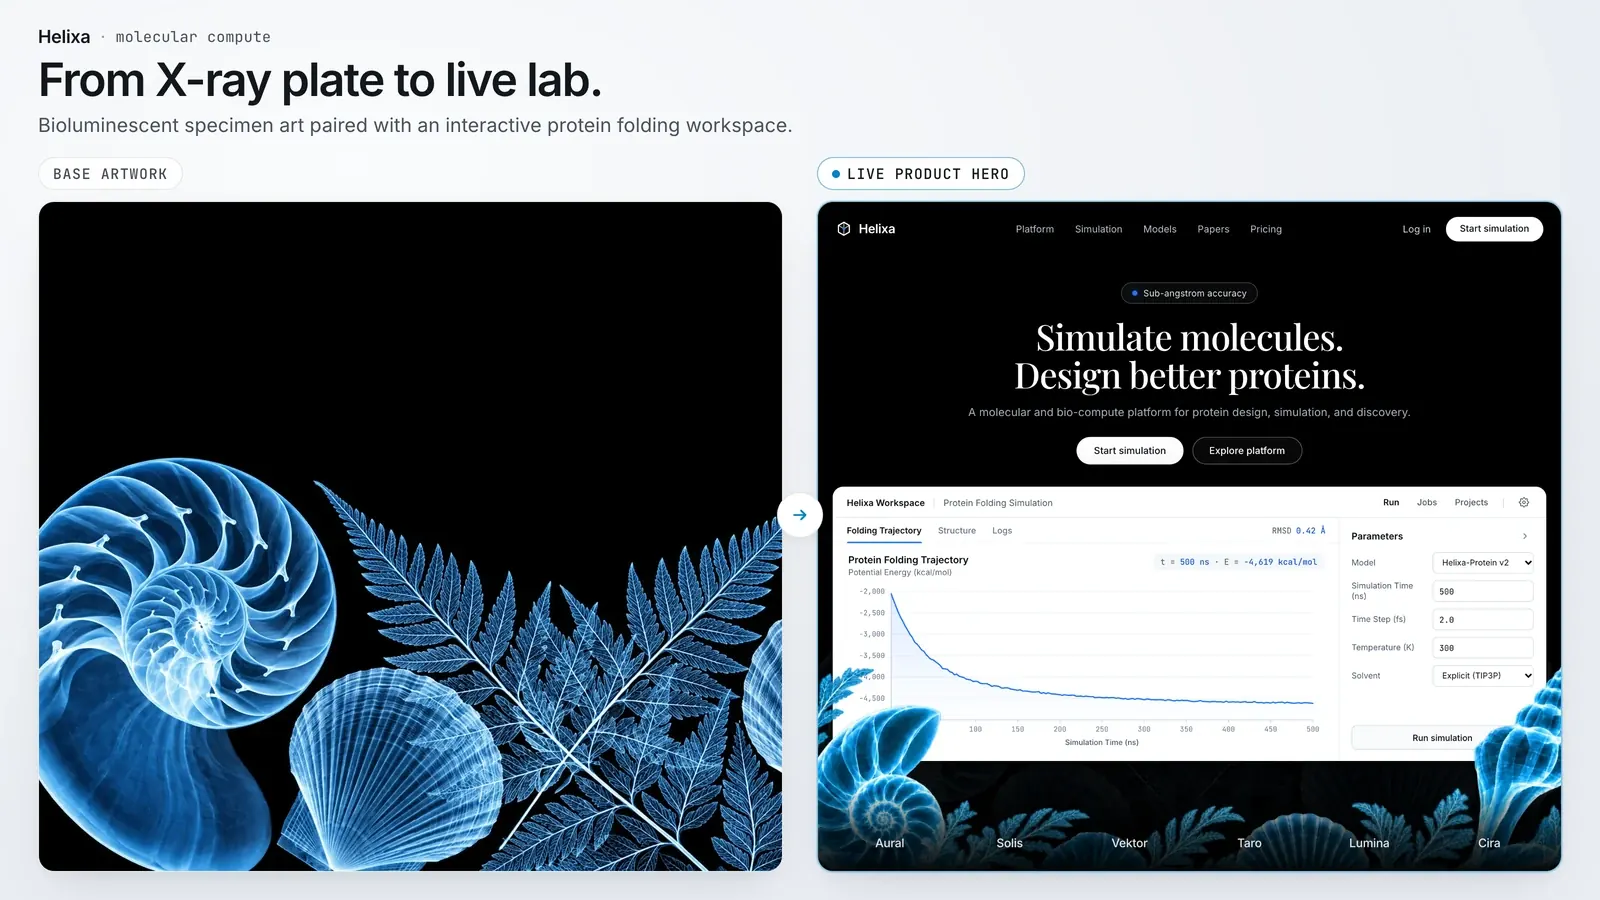 Helixa · molecular compute
From X-ray plate to live lab.
Bioluminescent specimen art paired with an interactive protein folding workspace.
BASE ARTWORK
LIVE PRODUCT HERO
Helixa
Platform Simulation Models Papers Pricing
Log in
Start simulation
Sub-angstrom accuracy
Simulate molecules.
Design better proteins.
A molecular and bio-compute platform for protein design, simulation, and discovery.
Start simulation
Explore platform
Helixa Workspace
Protein Folding Simulation
Run Jobs Projects
Folding Trajectory Structure Logs
RMSD 0.42 Å
Protein Folding Trajectory
Potential Energy (kcal/mol)
t = 500 ns · E = -4,619 kcal/mol
-2,000
-2,500
-3,000
-3,500
4,000
-4,500
100 150 200 250 300 350 400 450 500
Simulation Time (ns)
Parameters
Model
Helixa-Protein v2
Simulation Time
(ns)
500
Time Step (fs)
2.0
Temperature (K)
300
Solvent
Explicit (TIP3P)
Run simulation
Aural Solis Vektor Taro Lumina Cira